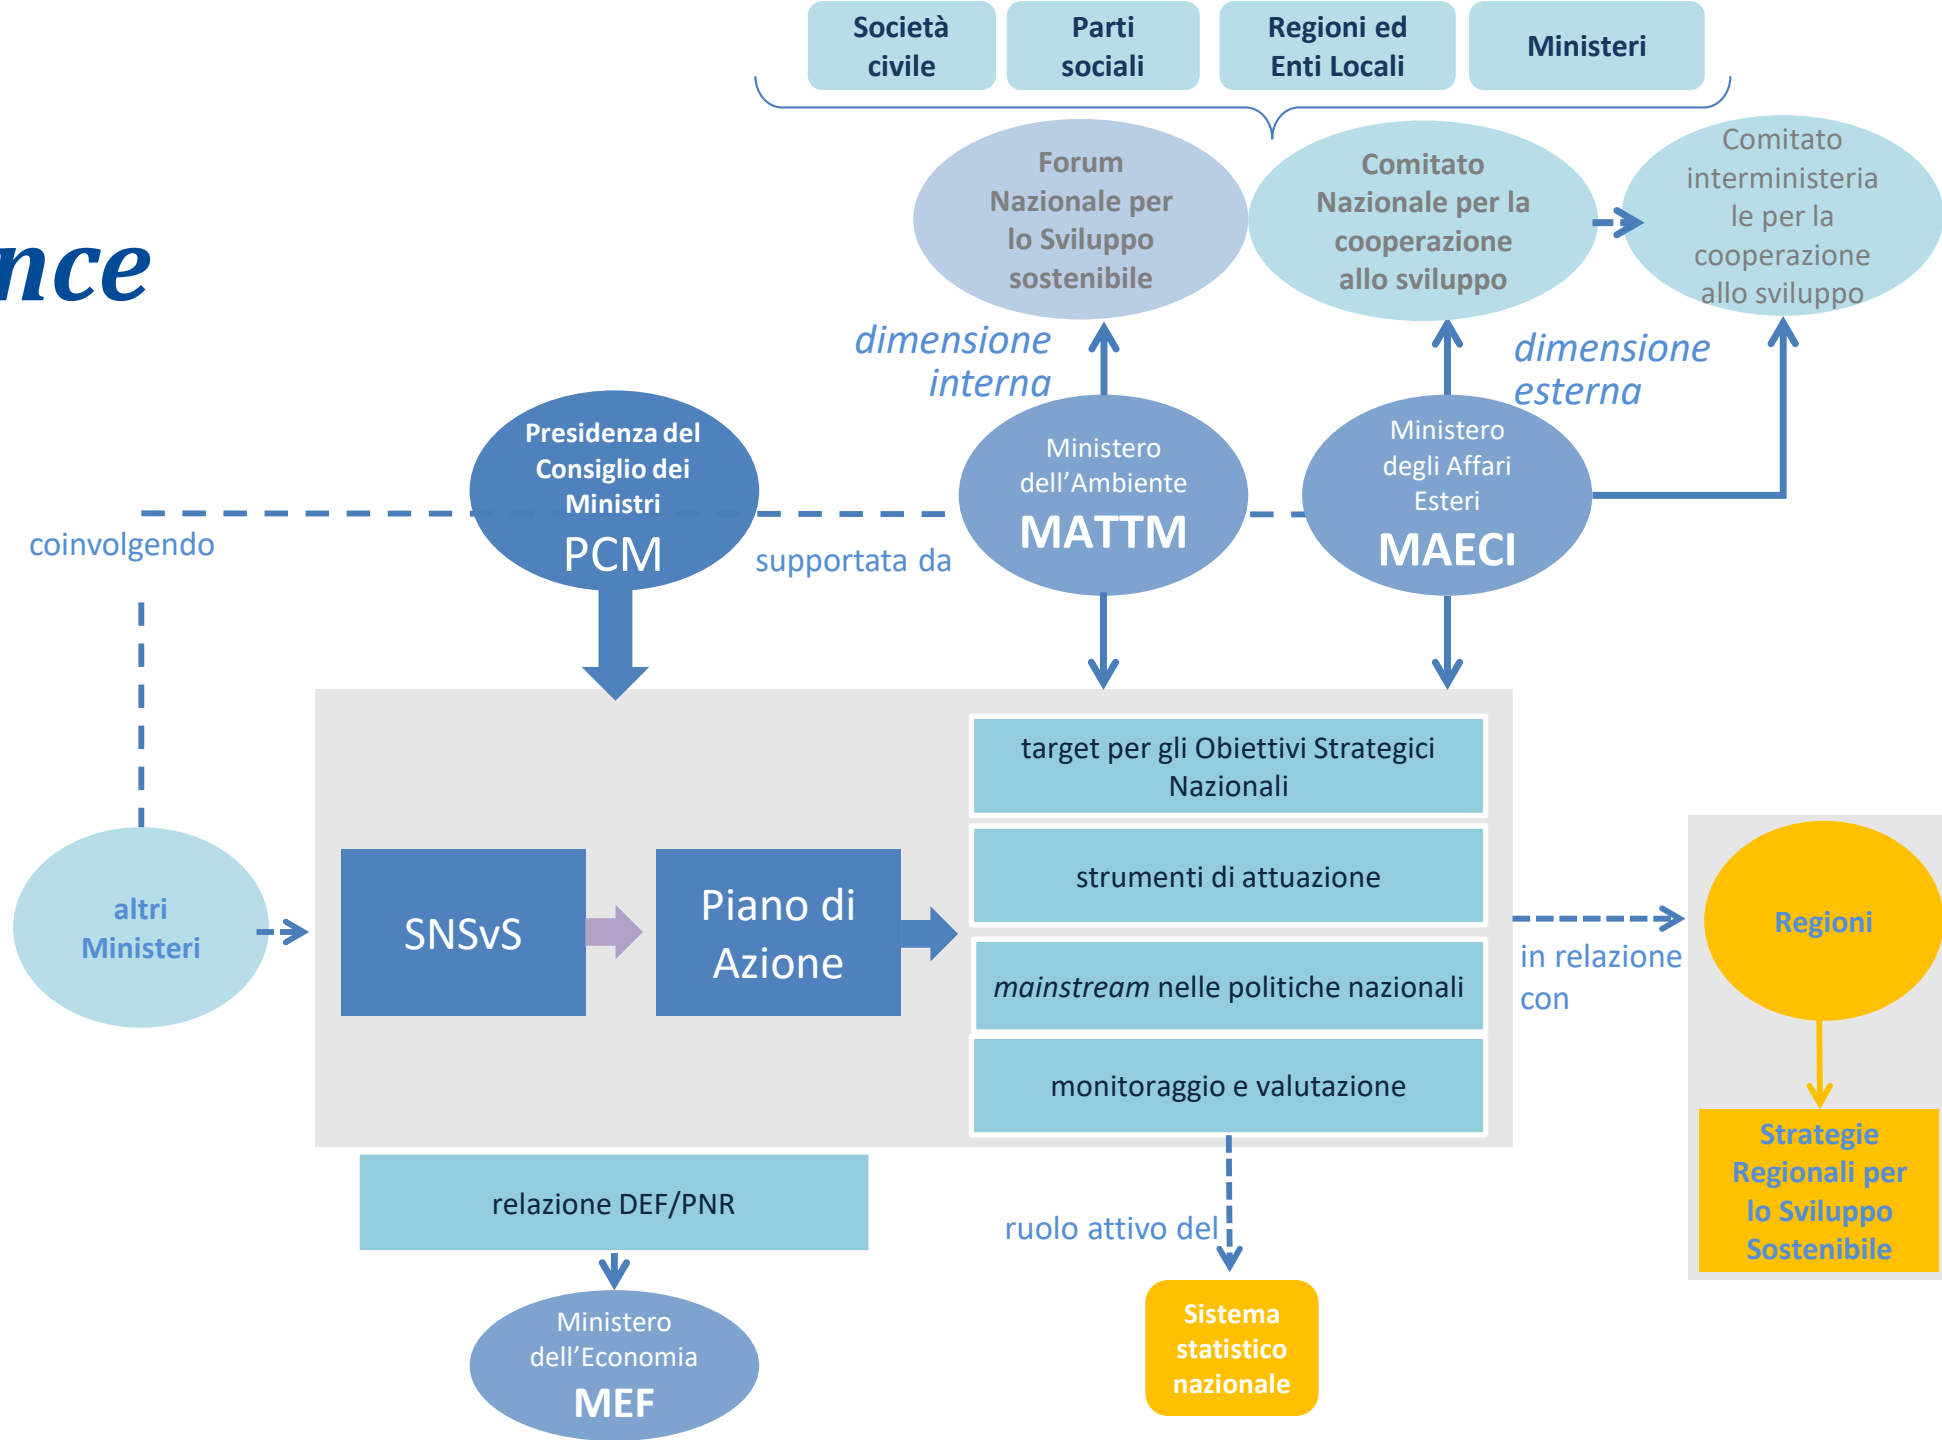 Società
civile
Parti
sociali
Regioni ed
Enti Locali
Ministeri
Forum
Nazionale per
lo Sviluppo
sostenibile
Comitato
Nazionale per la
cooperazione
allo sviluppo
Comitato
interministeria
le per la
cooperazione
allo sviluppo
nce
dimensione
interna
dimensione
esterna
Presidenza del
Consiglio dei
Ministri
PCM
Ministero
dell'Ambiente
MATTM
Ministero
degli Affari
Esteri
MAECI
coinvolgendo
supportata da
target per gli Obiettivi Strategici
Nazionali
strumenti di attuazione
mainstream nelle politiche nazionali
monitoraggio e valutazione
altri
Ministeri
SNSvS
Piano di
Azione
in relazione
con
Regioni
Strategie
Regionali per
lo Sviluppo
Sostenibile
relazione DEF/PNR
ruolo attivo del
Ministero
dell'Economia
MEF
Sistema
statistico
nazionale